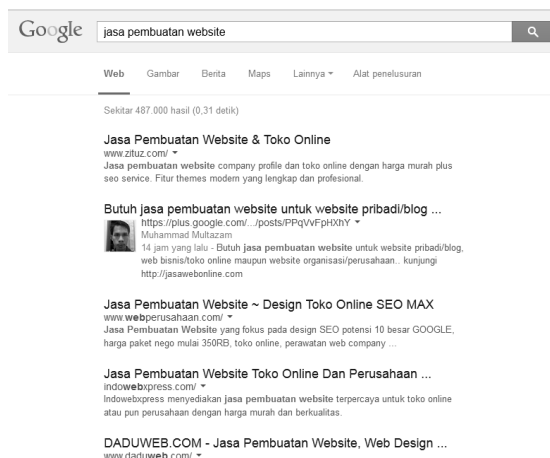 Google jasa pembuatan website
Web Gambar Berita Maps Lainnya Alat penelusuran
Sekitar 487.000 hasil (0,31 detik)
Jasa Pembuatan Website & Toko Online
www.zituz.com/
Jasa pembuatan website company profile dan toko online dengan harga murah plus
seo service. Fitur themes modern yang lengkap dan profesional.
Butuh jasa pembuatan website untuk website pribadi/blog ...
https://plus.google.com/.../posts/PPqVvFpHXhY
Muhammad Multazam
14 jam yang lalu - Butuh jasa pembuatan website untuk website pribadi/blog,
web bisnis/toko online maupun website organisasi/perusahaan.. kunjungi
http://jasawebonline.com
Jasa Pembuatan Website ~ Design Toko Online SEO MAX
www.webperusahaan.com/
Jasa Pembuatan Website yang fokus pada design SEO potensi 10 besar GOOGLE,
harga paket nego mulai 350RB, toko online, perawatan web company ...
Jasa Pembuatan Website Toko Online Dan Perusahaan ...
indowebxpress.com/
Indowebxpress menyediakan jasa pembuatan website terpercaya untuk toko online
atau pun perusahaan dengan harga murah dan berkualitas.
DADUWEB.COM - Jasa Pembuatan Website, Web Design ...
www.daduweb.com/